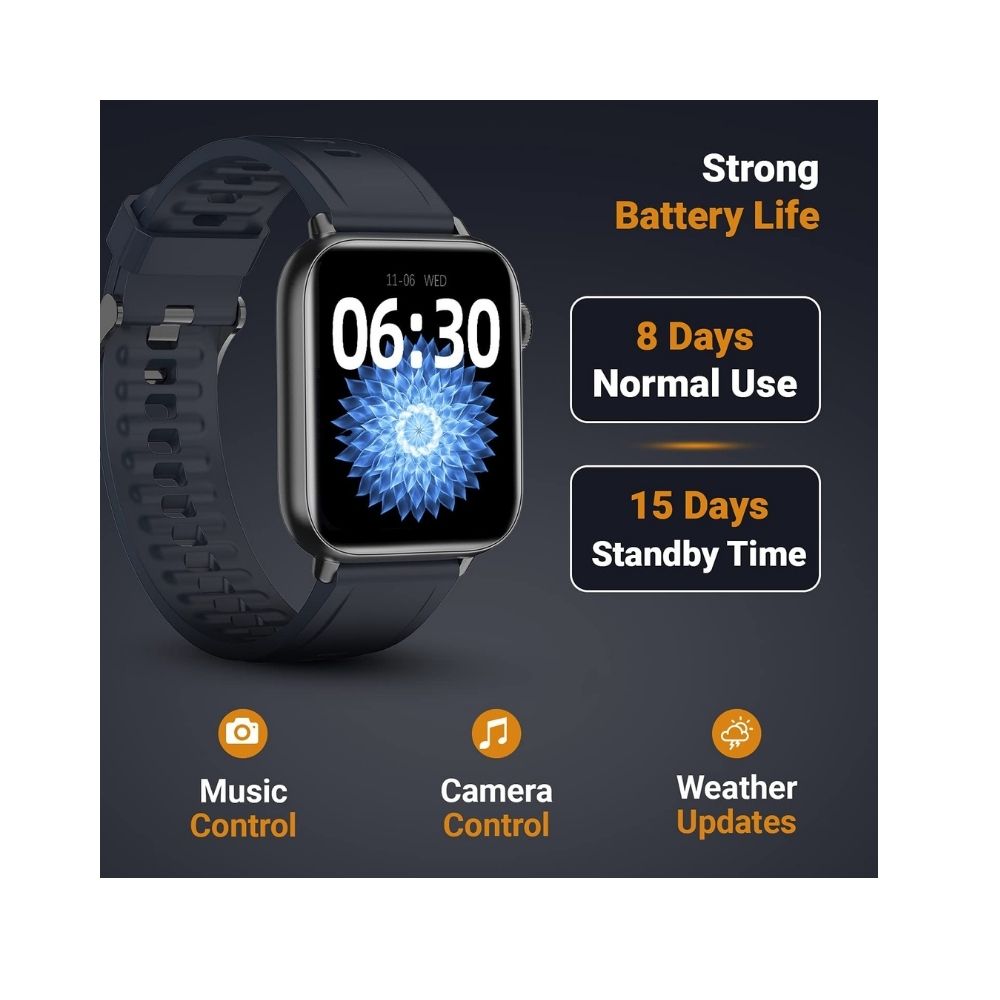 Strong
Battery Life
11-06 WED
06:30
8 Days
Normal Use
15 Days
Standby Time
Music
Control
Camera
Control
Weather
Updates